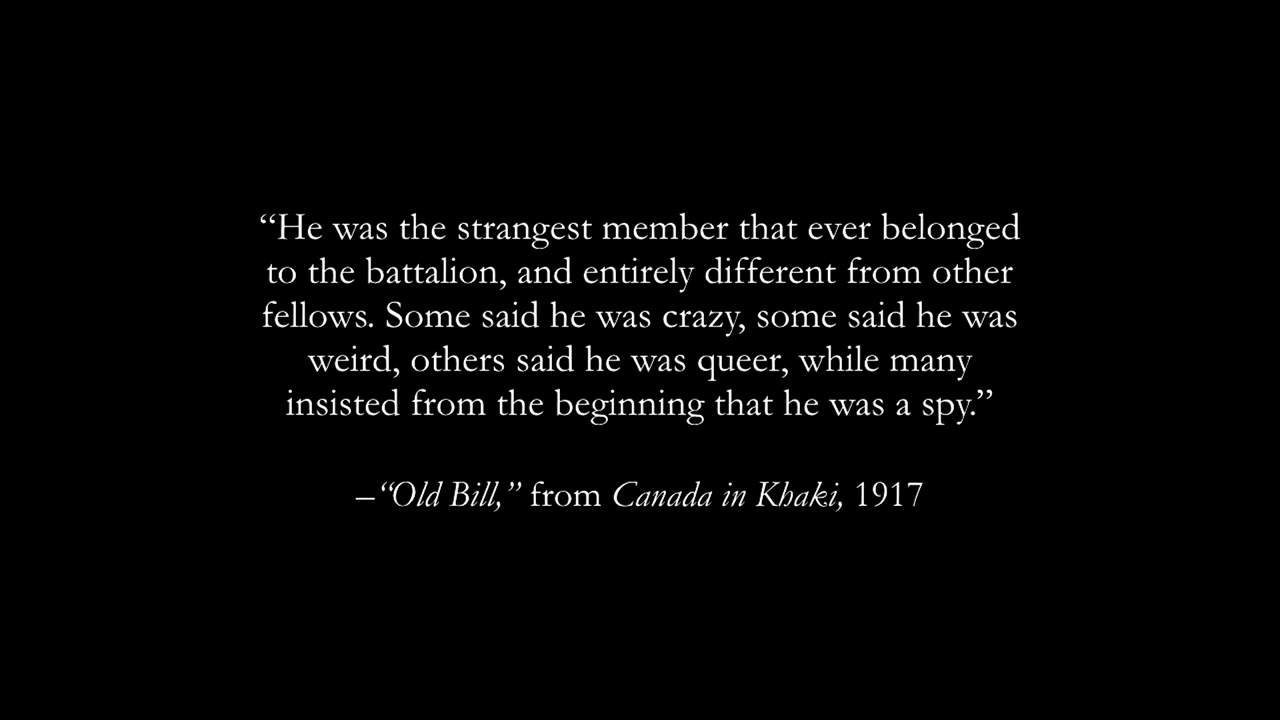 “He was the strangest member that ever belonged
to the battalion, and entirely different from other
fellows. Some said he was crazy, some said he was
weird, others said he was queer, while many
insisted from the beginning that he was a spy.”
–“Old Bill,” from Canada in Khaki, 1917